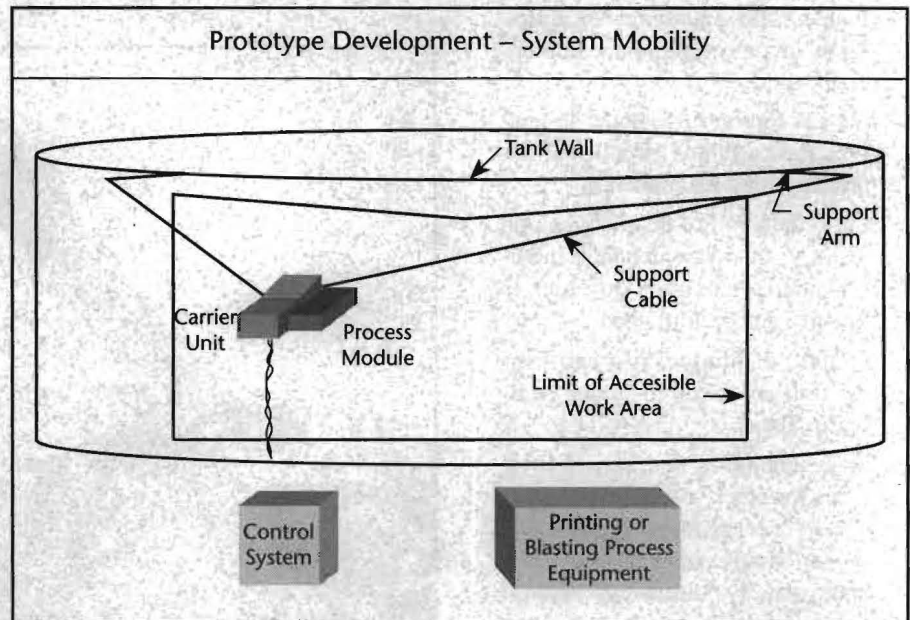 Prototype Development – System Mobility
Tank Wall
Support
Arm
Support
Cable
Carrier
Unit
Process
Module
Limit of Accesible
Work Area
Control
System
Printing or
Blasting Process
Equipment